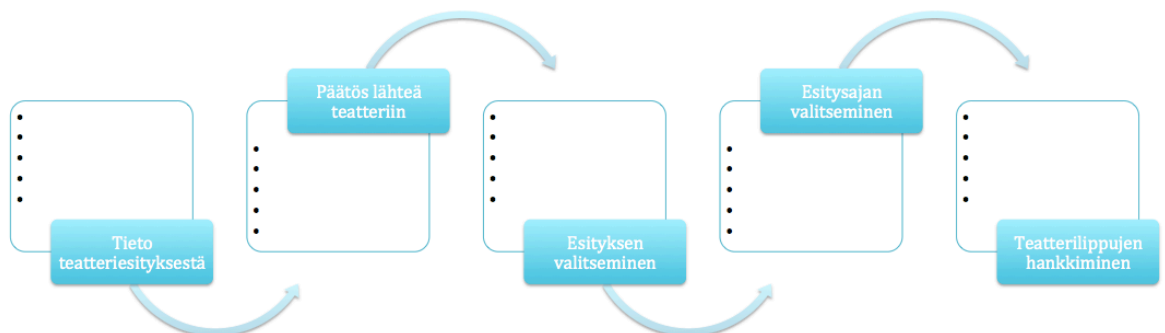 Tieto
teatteriesityksestä
Päätös lähteä
teatteriin
Esityksen
valitseminen
Esitysajan
valitseminen
Teatterilippujen
hankkiminen